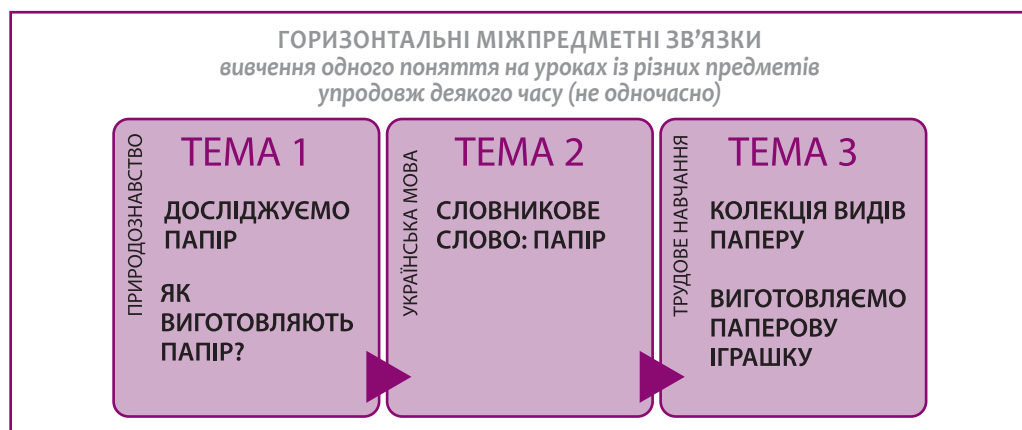 ГОРИЗОНТАЛЬНІ МІЖПРЕДМЕТНІ ЗВ’ЯЗКИ
вивчення одного поняття на уроках із різних предметів
упродовж деякого часу (не одночасно)
ПРИРОДОЗНАВСТВО
ТЕМА 1
ДОСЛІДЖУЄМО
ПАПІР
ЯК
ВИГОТОВЛЯЮТЬ
ПАПІР?
УКРАЇНСЬКА МОВА
ТЕМА 2
СЛОВНИКОВЕ
СЛОВО: ПАПІР
ТРУДОВЕ НАВЧАННЯ
ТЕМА 3
КОЛЕКЦІЯ ВИДІВ
ПАПЕРУ
ВИГОТОВЛЯЄМО
ПАПЕРОВУ
ІГРАШКУ